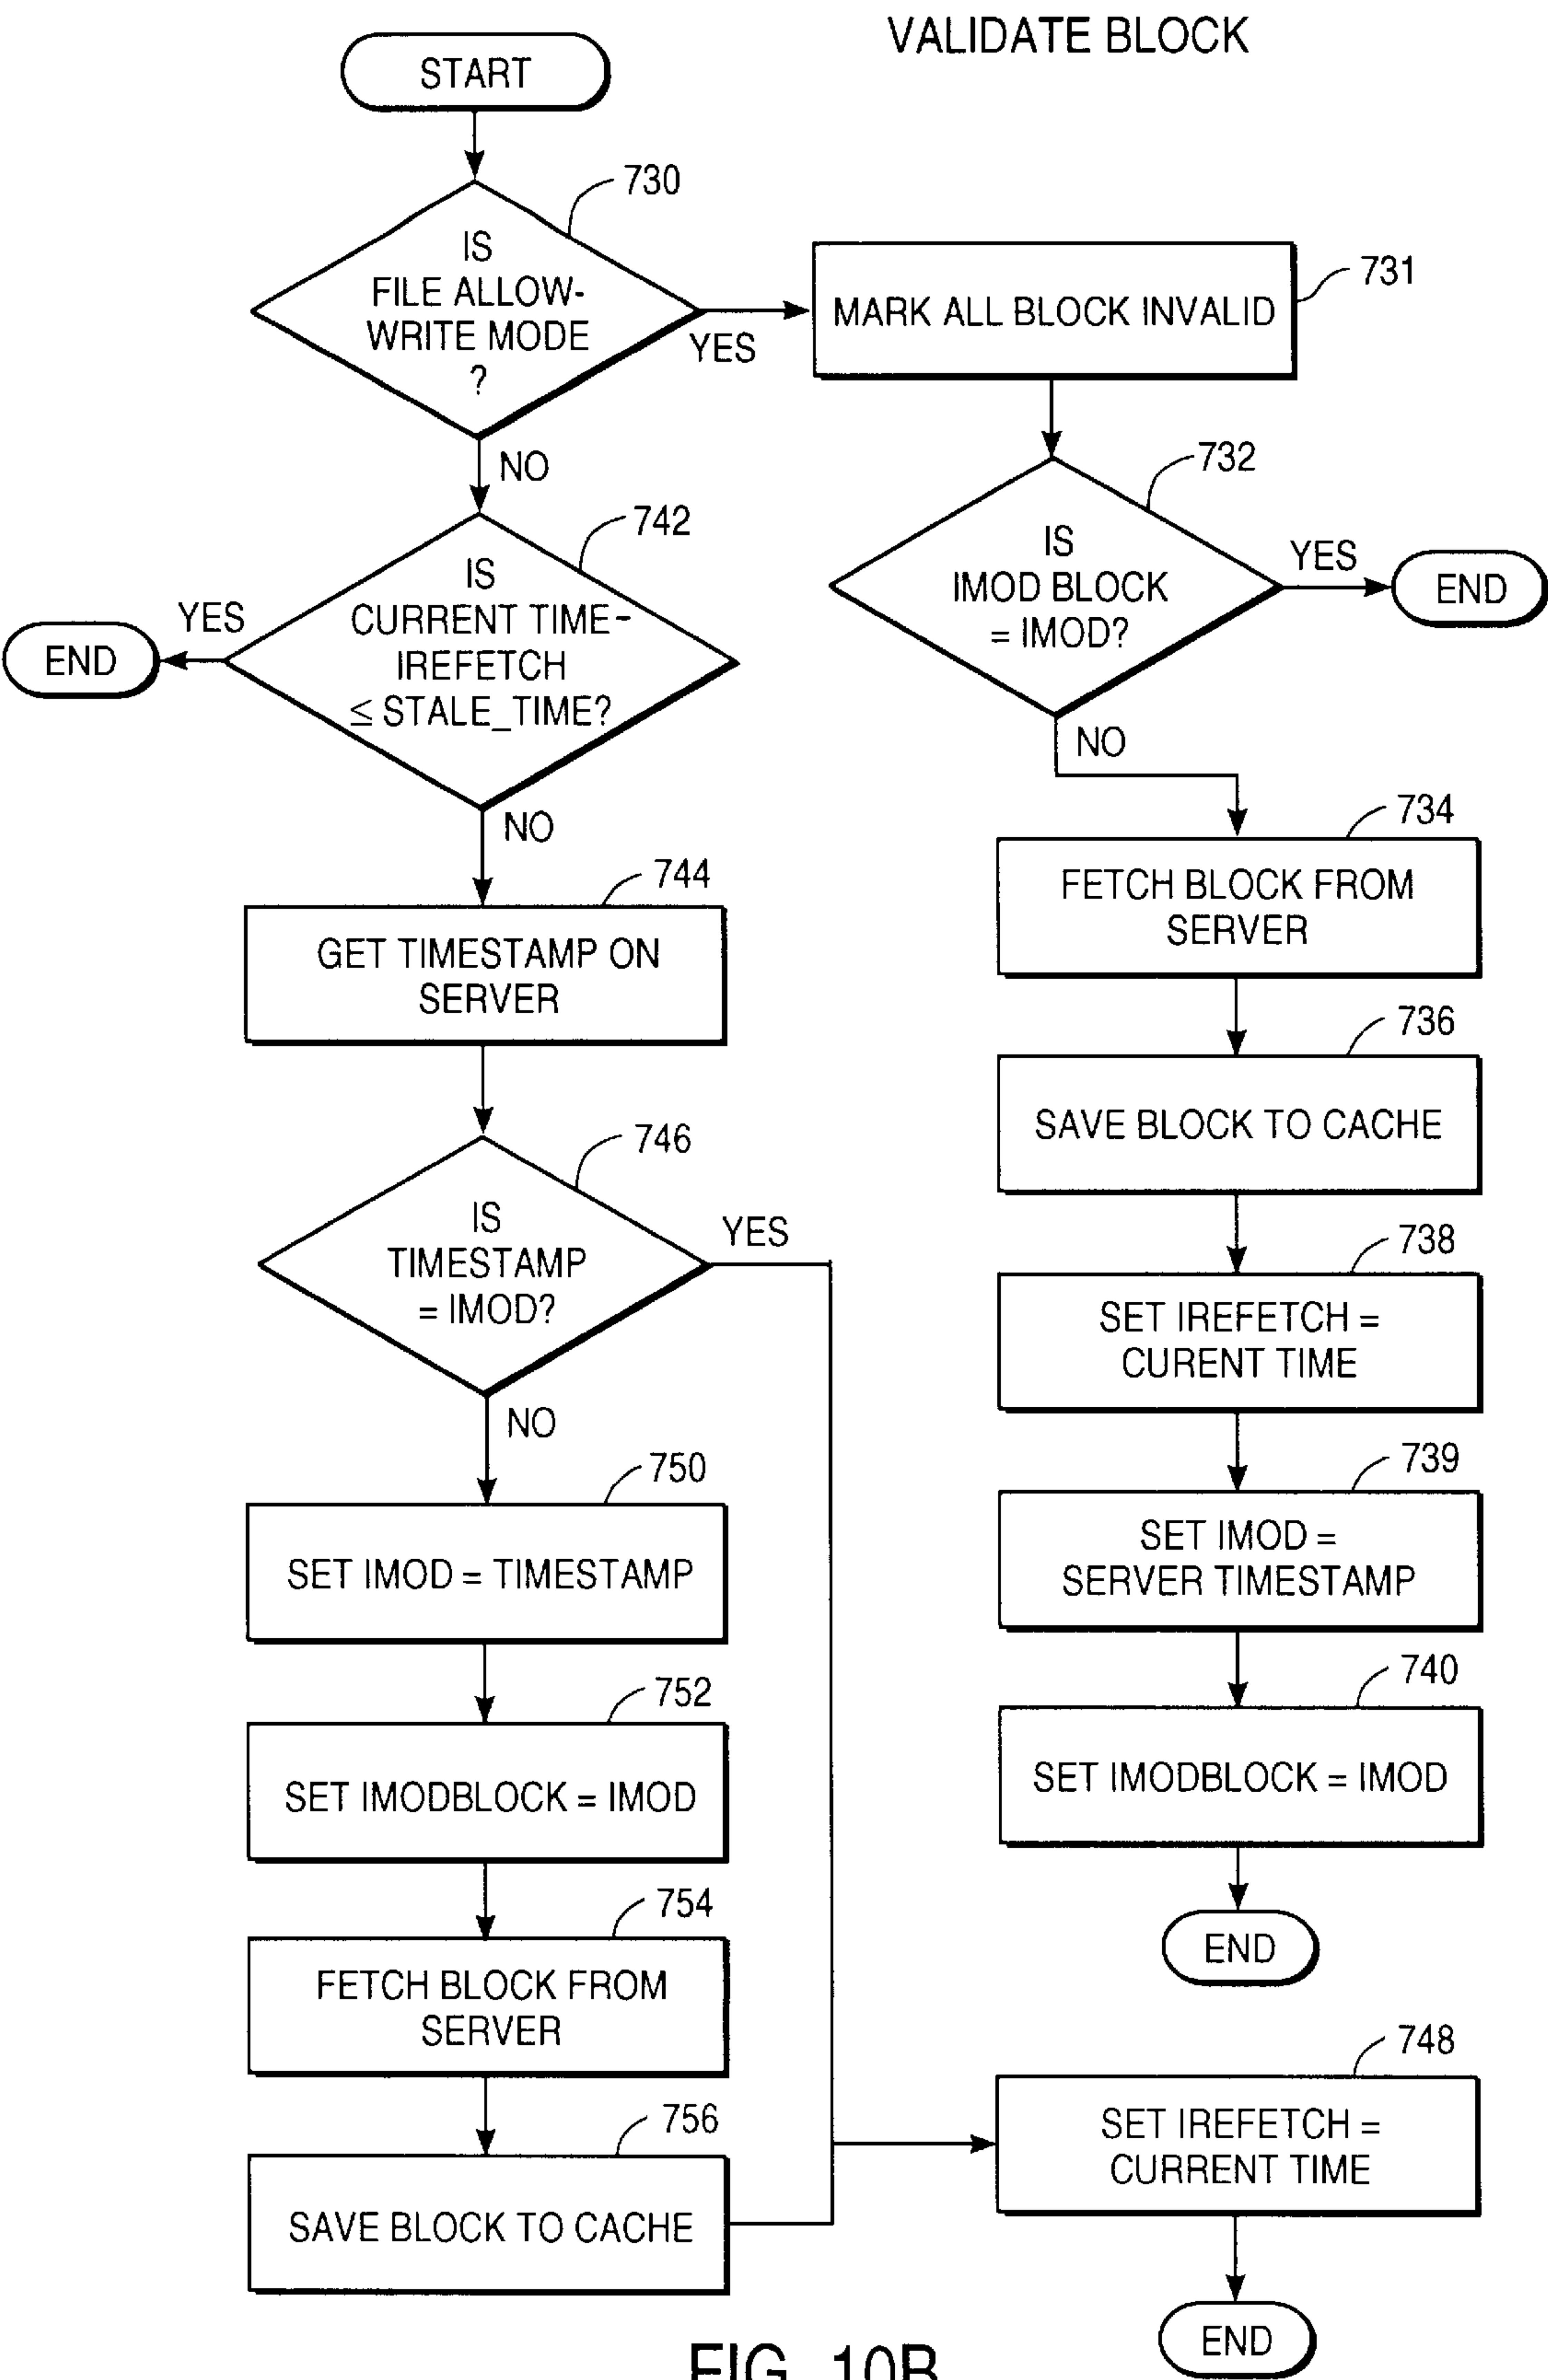 VALIDATE BLOCK
START
730
IS
FILE ALLOW-
WRITE MODE
?
YES
NO
731
MARK ALL BLOCK INVALID
732
IS
IMOD BLOCK
= IMOD?
YES
END
NO
742
IS
CURRENT TIME-
IREFETCH
≤ STALE_TIME?
YES
END
NO
734
FETCH BLOCK FROM
SERVER
744
GET TIMESTAMP ON
SERVER
736
SAVE BLOCK TO CACHE
746
IS
TIMESTAMP
= IMOD?
YES
NO
738
SET IREFETCH =
CURENT TIME
739
SET IMOD =
SERVER TIMESTAMP
750
SET IMOD = TIMESTAMP
740
SET IMODBLOCK = IMOD
END
752
SET IMODBLOCK = IMOD
754
FETCH BLOCK FROM
SERVER
756
SAVE BLOCK TO CACHE
748
SET IREFETCH =
CURRENT TIME
END
FIG. 10B